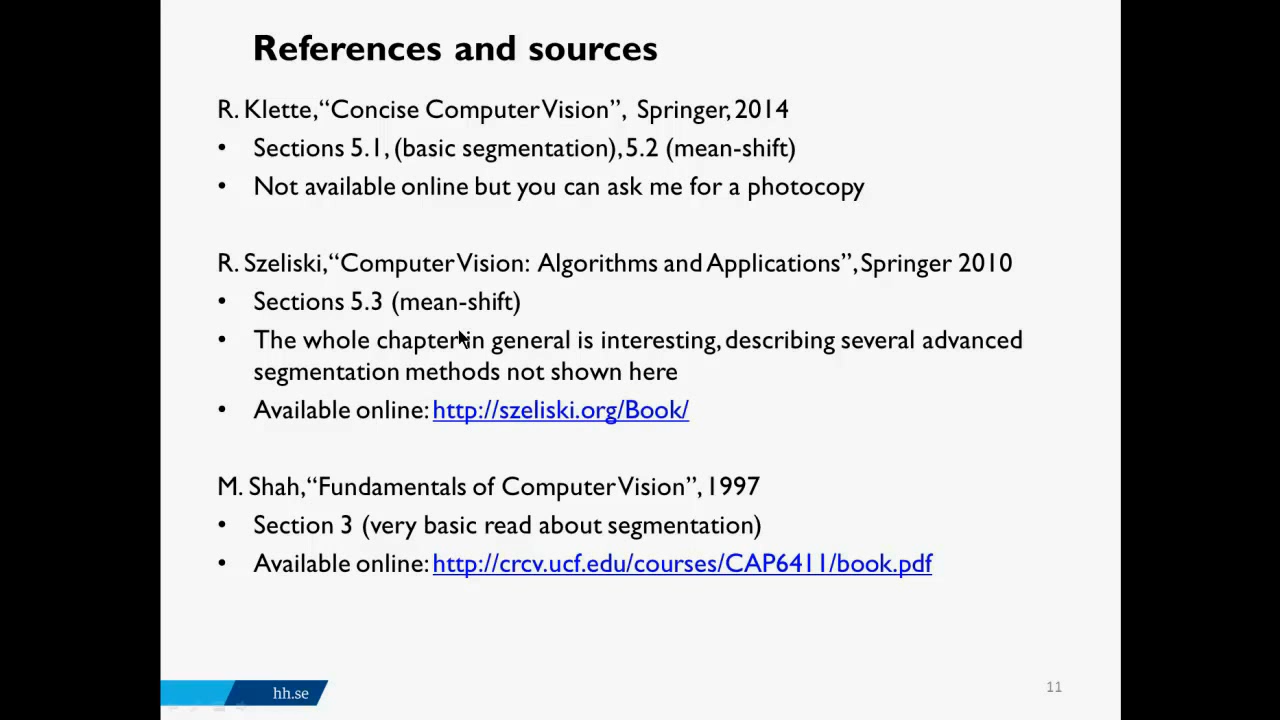 References and sources
R. Klette, “Concise Computer Vision”, Springer, 2014
• Sections 5.1, (basic segmentation), 5.2 (mean-shift)
• Not available online but you can ask me for a photocopy
R. Szeliski, “Computer Vision: Algorithms and Applications”, Springer 2010
• Sections 5.3 (mean-shift)
• The whole chapter in general is interesting, describing several advanced
segmentation methods not shown here
• Available online: http://szeliski.org/Book/
M. Shah, “Fundamentals of Computer Vision”, 1997
• Section 3 (very basic read about segmentation)
• Available online: http://crcv.ucf.edu/courses/CAP6411/book.pdf
hh.se
11